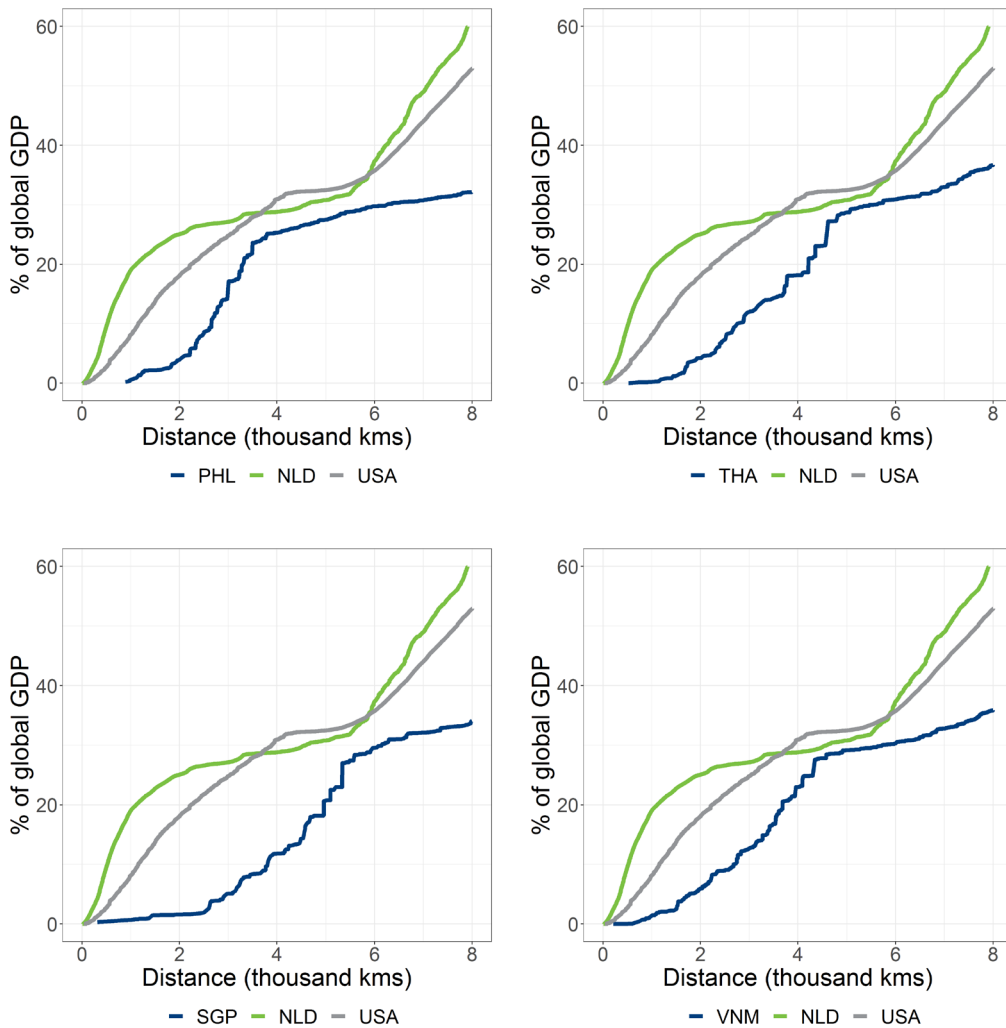 % of global GDP
60
40
20
0
0 2 4 6 8
Distance (thousand kms)
PHL NLD USA
% of global GDP
60
40
20
0
0 2 4 6 8
Distance (thousand kms)
THA NLD USA
% of global GDP
60
40
20
0
0 2 4 6 8
Distance (thousand kms)
SGP NLD USA
% of global GDP
60
40
20
0
0 2 4 6 8
Distance (thousand kms)
VNM NLD USA